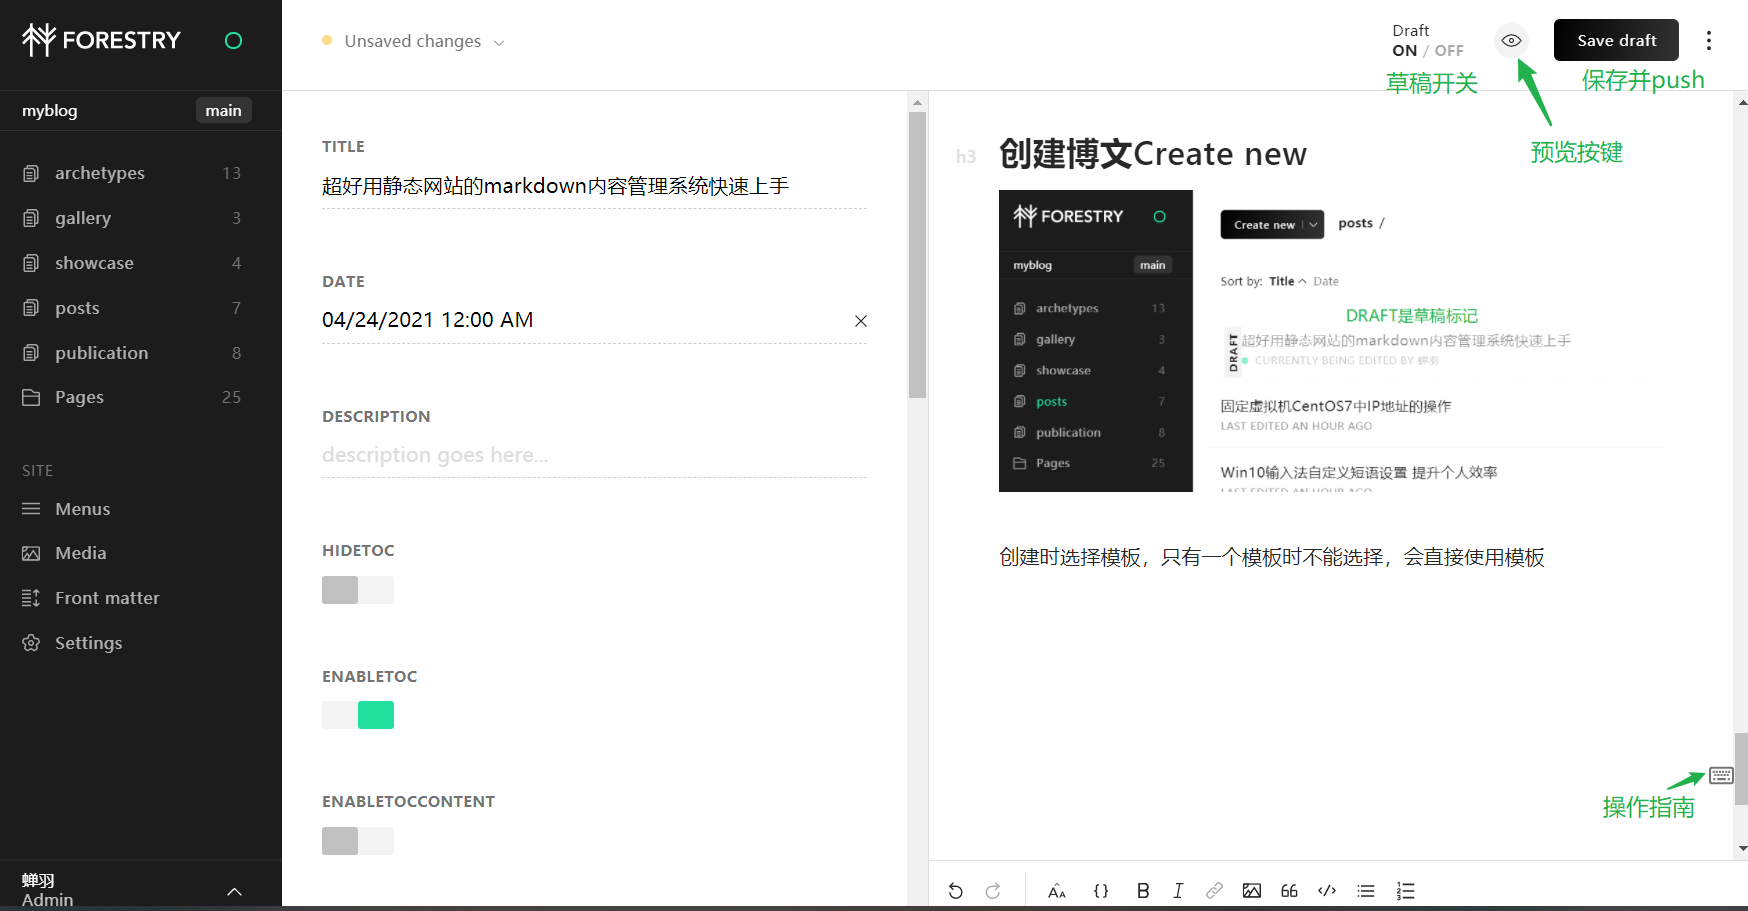 FORESTRY
myblog main
archetypes 13
gallery 3
showcase 4
posts 7
publication 8
Pages 25
SITE
Menus
Media
Front matter
Settings
蝉羽
Admin
Unsaved changes
Draft
ON / OFF
Save draft
草稿开关
保存并push
预览按键
TITLE
超好用静态网站的markdown内容管理系统快速上手
DATE
04/24/2021 12:00 AM
DESCRIPTION
description goes here...
HIDETOC
ENABLETOC
ENABLETOCCONTENT
h3 创建博文Create new
FORESTRY
myblog main
archetypes 13
gallery 3
showcase 4
posts 7
publication 8
Pages 25
Create new posts /
Sort by: Title Date
DRAFT是草稿标记
DRAFT
超好用静态网站的markdown内容管理系统快速上手
CURRENTLY BEING EDITED BY 蝉羽
固定虚拟机CentOS7中IP地址的操作
LAST EDITED AN HOUR AGO
Win10输入法自定义短语设置 提升个人效率
LAST EDITED AN HOUR AGO
创建时选择模板，只有一个模板时不能选择，会直接使用模板
操作指南